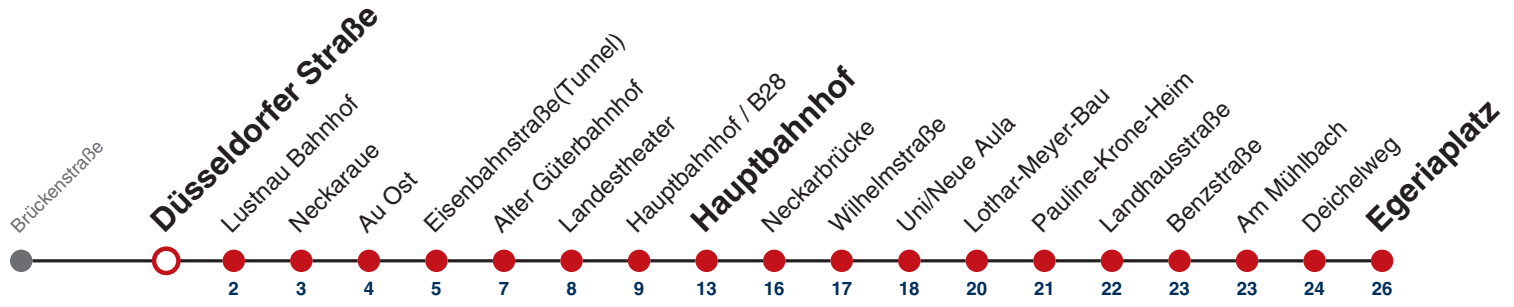 Brückenstraße
Düsseldorfer Straße
Lustnau Bahnhof
Neckaraue
Au Ost
Eisenbahnstraße(Tunnel)
Alter Güterbahnhof
Landestheater
Hauptbahnhof / B28
Hauptbahnhof
Neckarbrücke
Wilhelmstraße
Uni/Neue Aula
Lothar-Meyer-Bau
Pauline-Krone-Heim
Landhausstraße
Benzstraße
Am Mühlbach
Deichelweg
Egeriaplatz
2 3 4 5 7 8 9 13 16 17 18 20 21 22 23 23 24 26